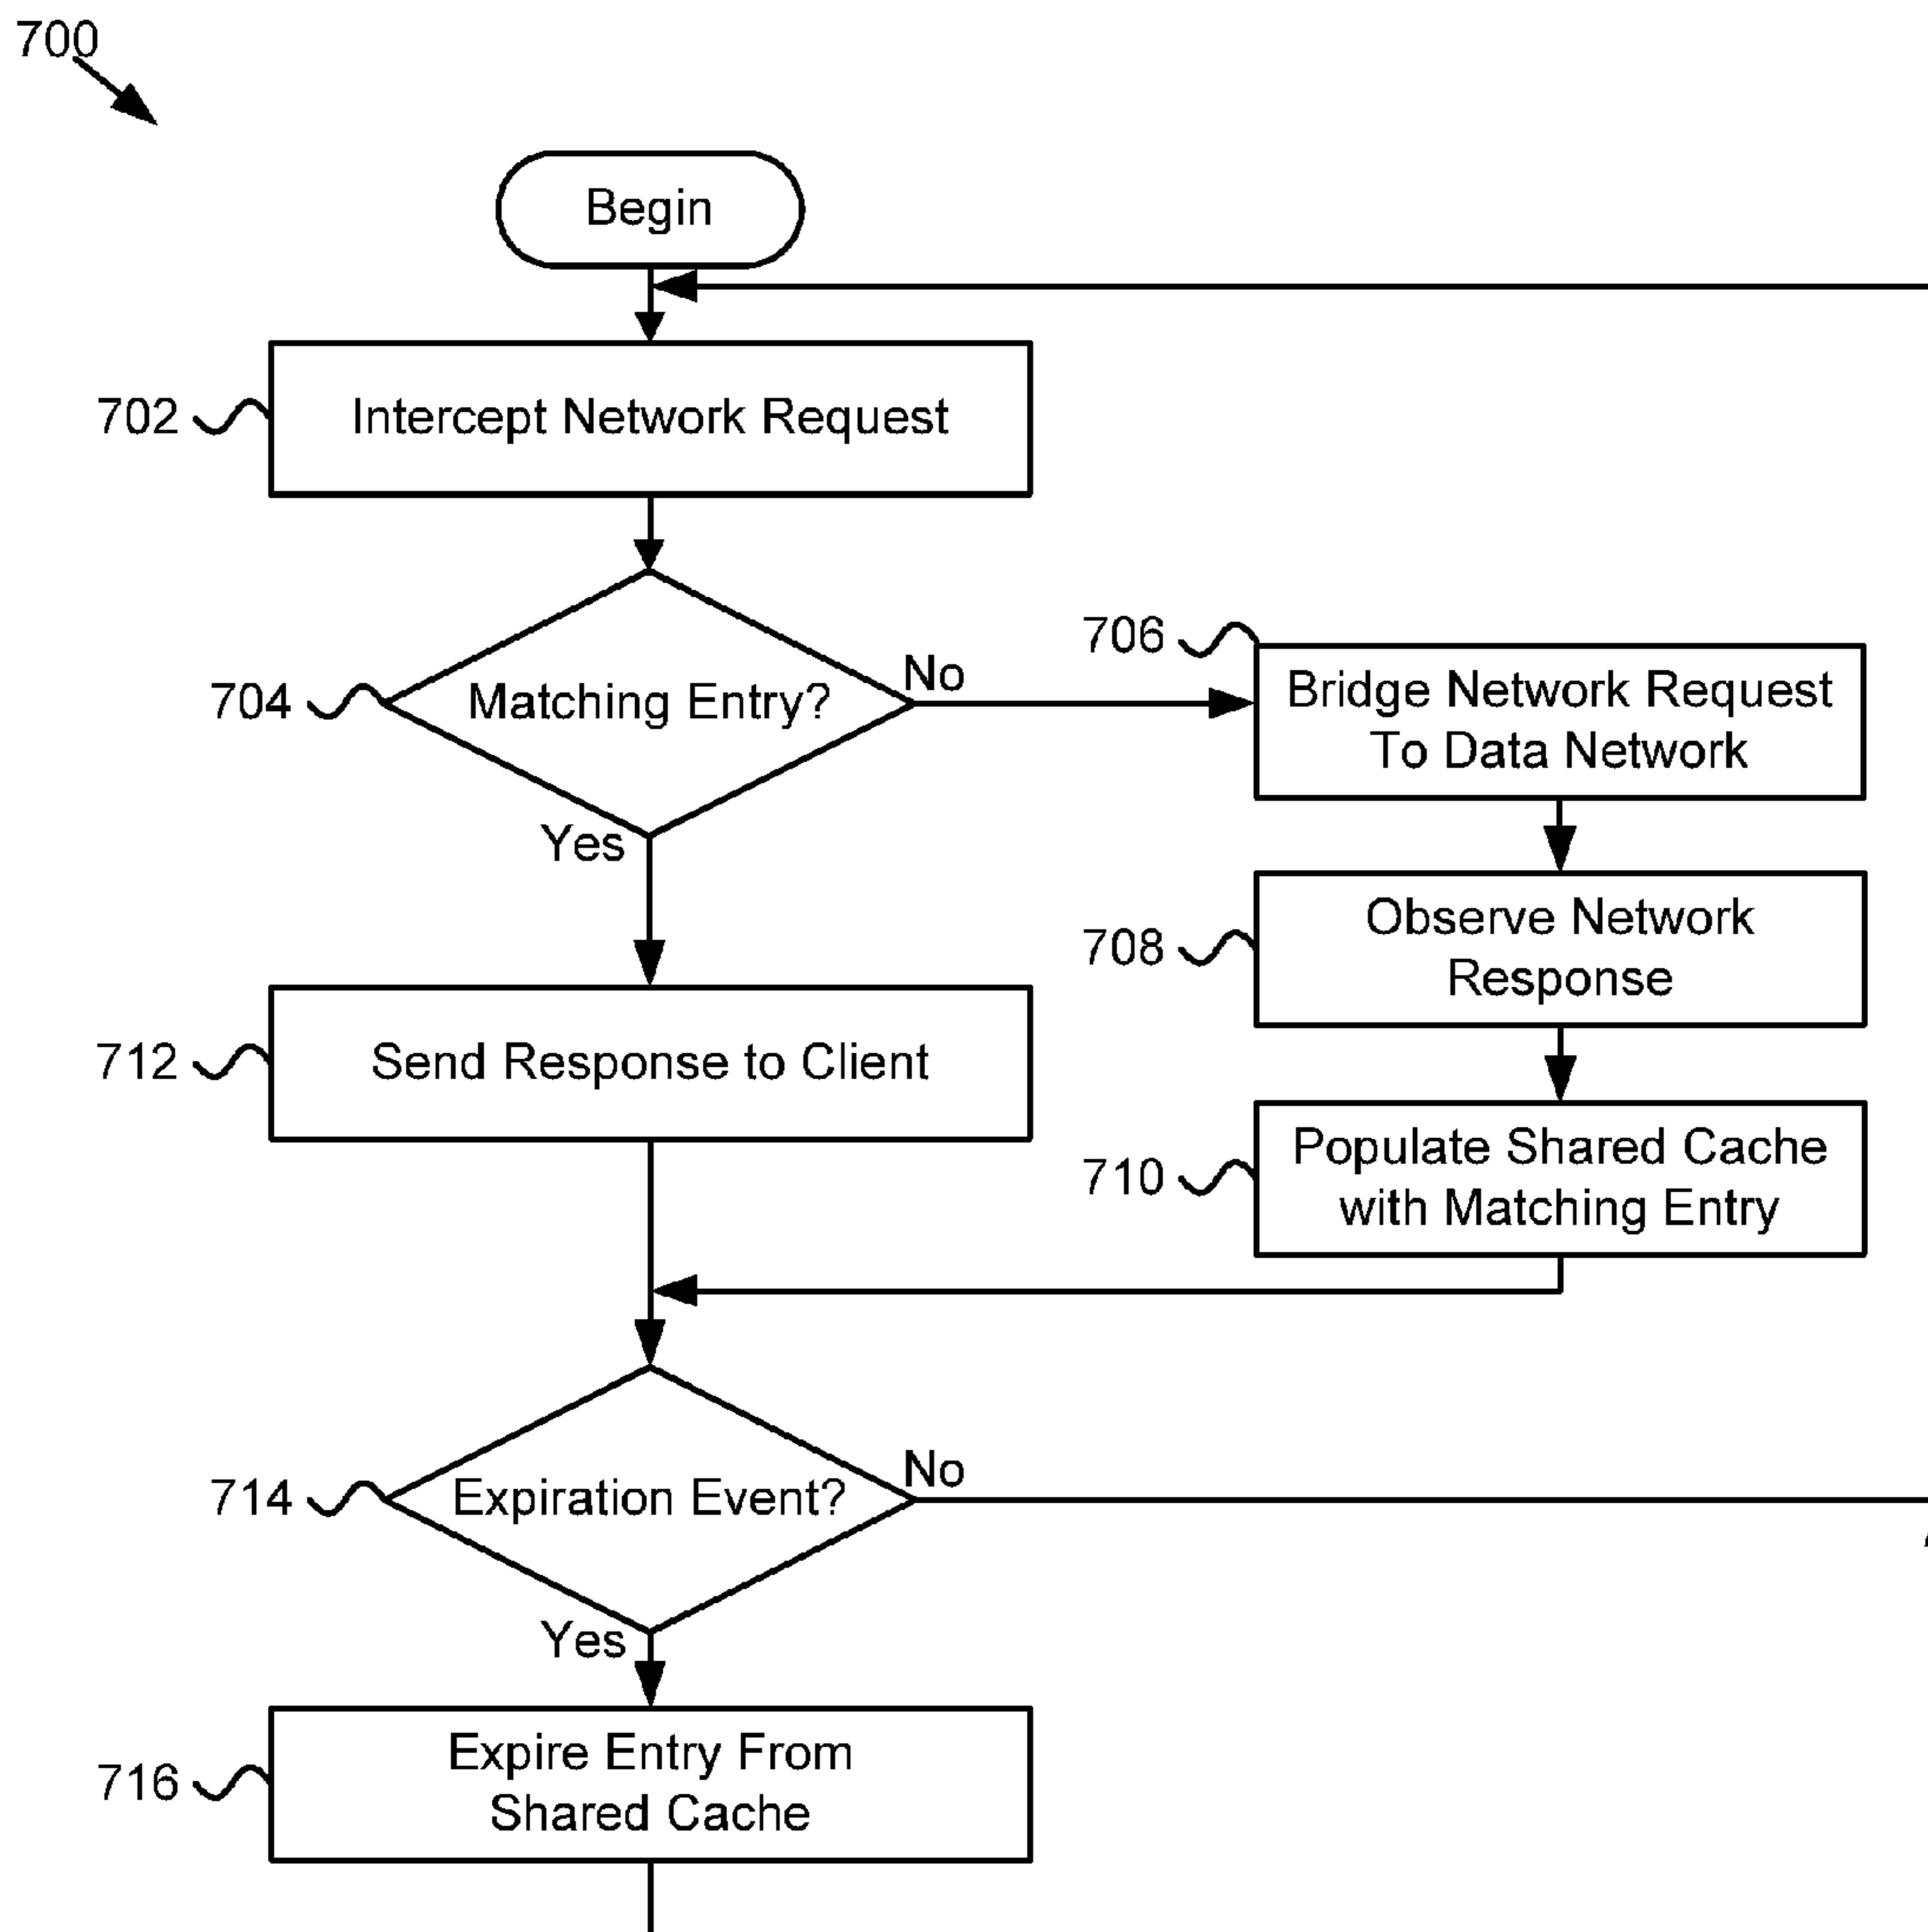 700
Begin
702
Intercept Network Request
704
Matching Entry?
No
Yes
706
Bridge Network Request
To Data Network
708
Observe Network
Response
710
Populate Shared Cache
with Matching Entry
712
Send Response to Client
714
Expiration Event?
No
Yes
716
Expire Entry From
Shared Cache